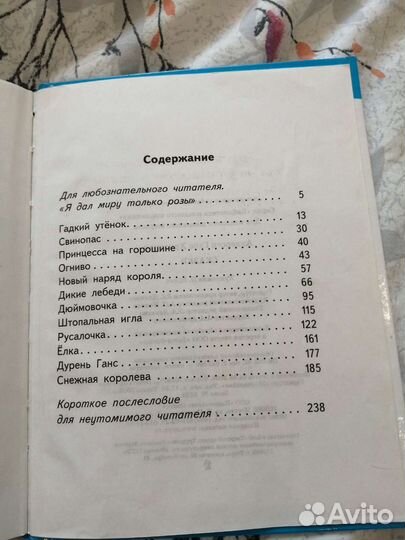 Содержание
Для любознательного читателя.
«Я дал миру только розы» 5
Гадкий утёнок. 13
Свинопас 30
Принцесса на горошине 40
Огниво 43
Новый наряд короля. 57
Дикие лебеди 66
Дюймовочка 95
Штопальная игла 115
Русалочка 122
Ёлка 161
Дурень Ганс 177
Снежная королева 185
Короткое послесловие
для неутомимого читателя 238
Avito